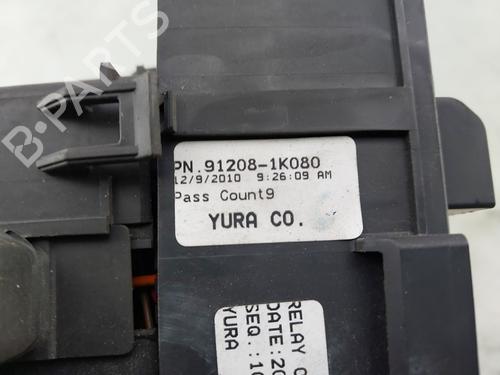 PN.91208-1K080
12/9/2010 9:26:09 AM
Pass Count9
YURA CO.
RELAY
DATE:20
SEQ.:10
YURA
B-PARTS